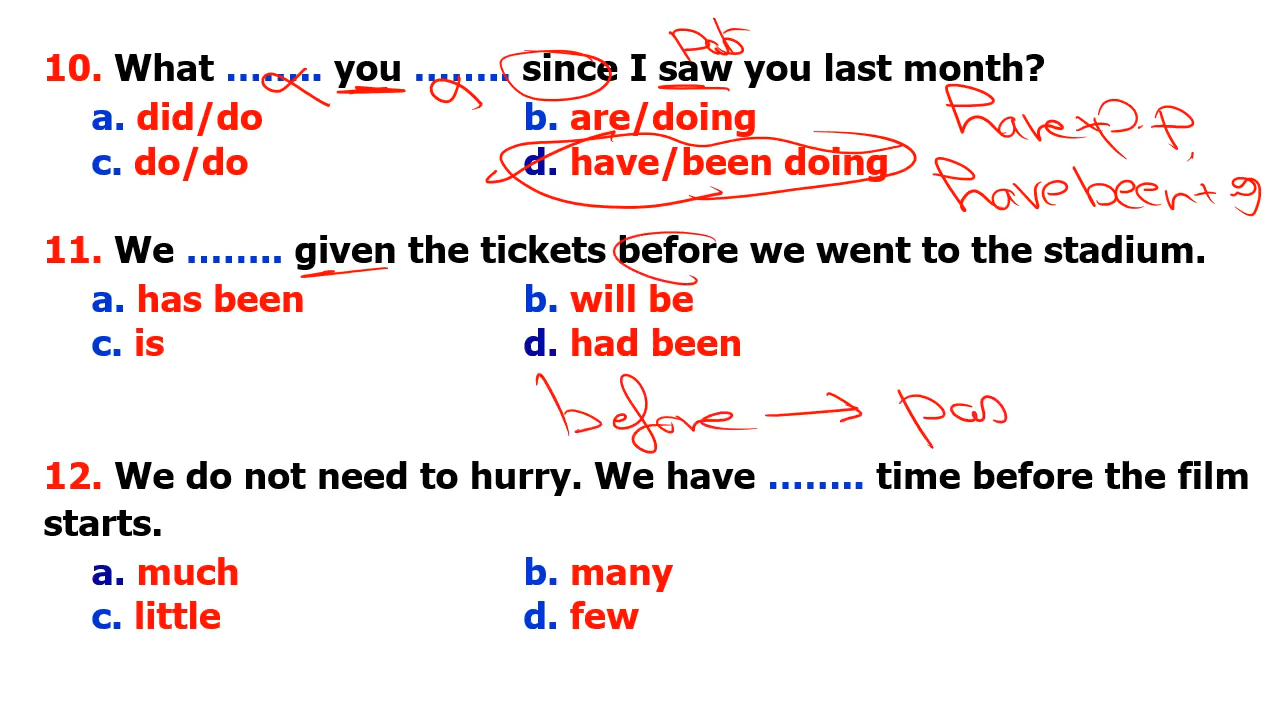 past
10. What ........ you ........ since I saw you last month?
a. did/do b. are/doing
c. do/do d. have/been doing
have + P.P
have been + g
11. We ........ given the tickets before we went to the stadium.
a. has been b. will be
c. is d. had been
before → pas
12. We do not need to hurry. We have ........ time before the film
starts.
a. much b. many
c. little d. few